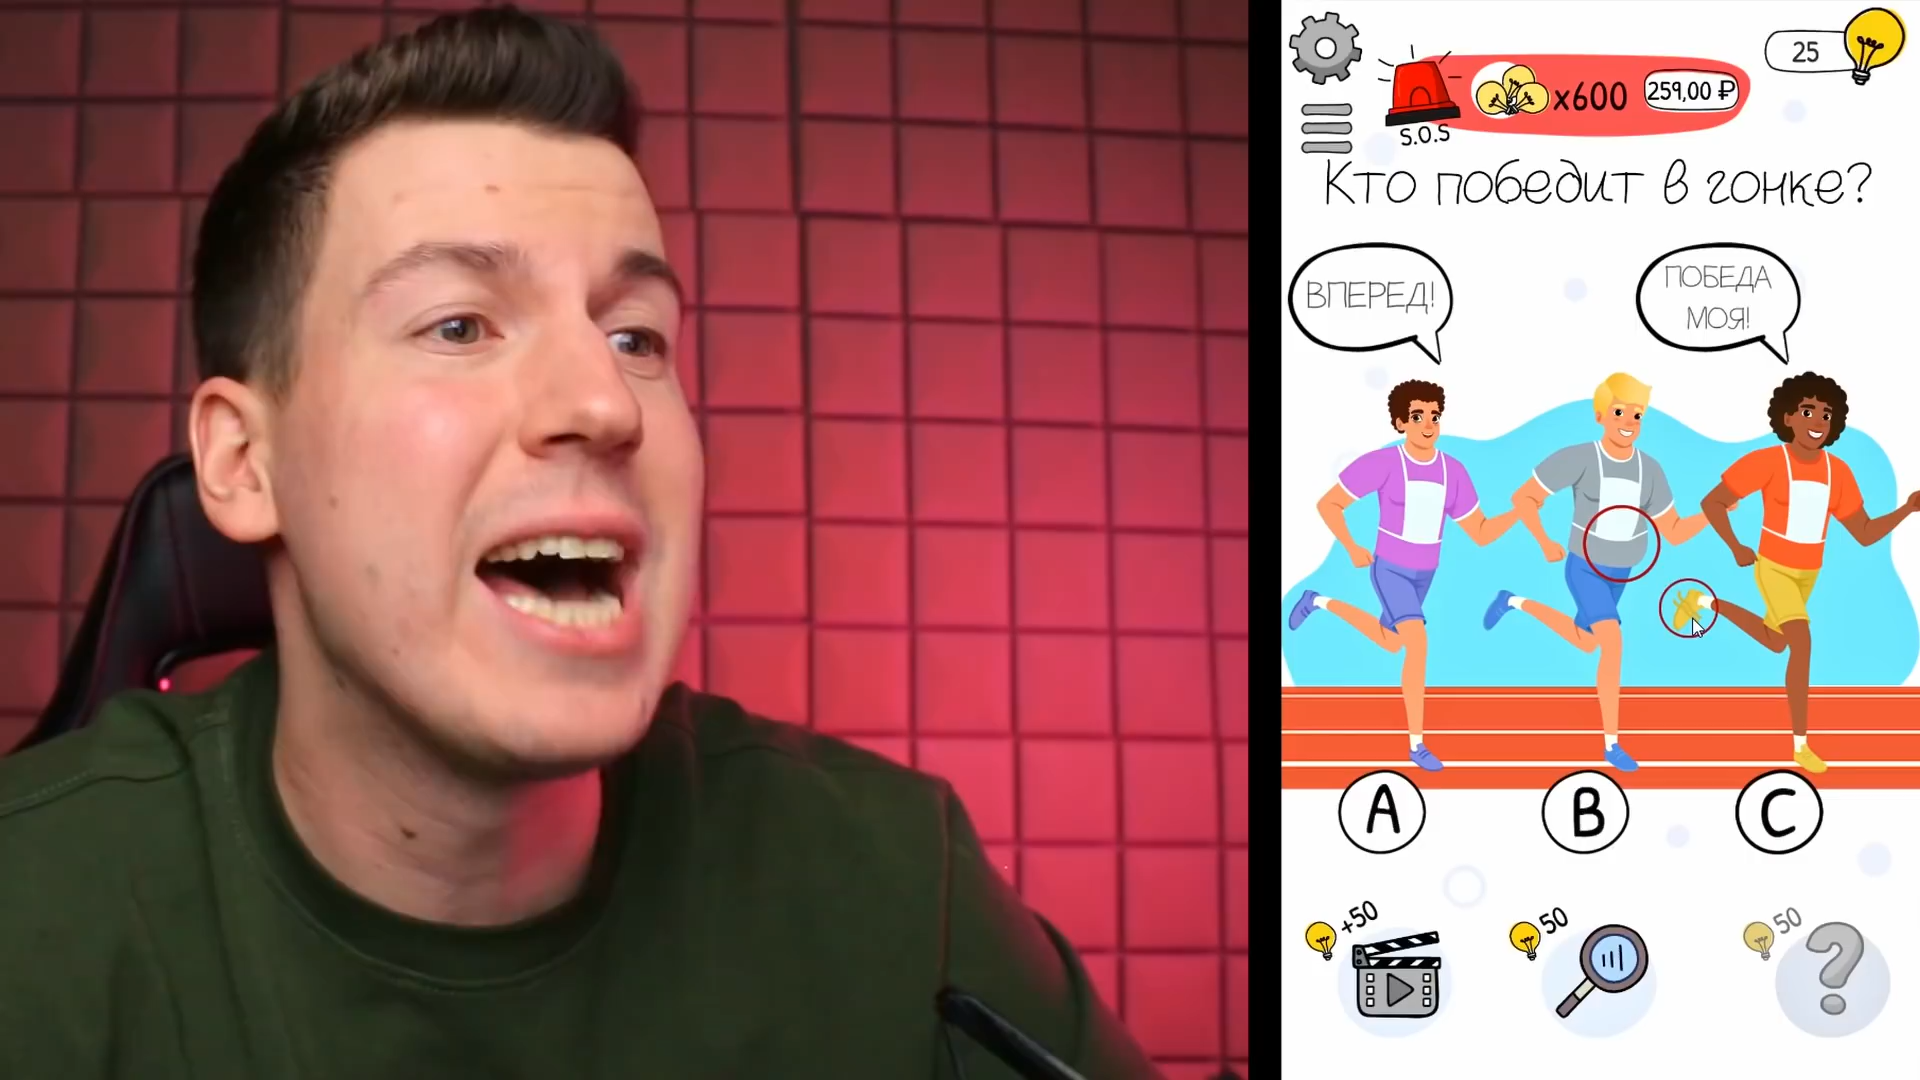 25
x600
259,00 ₽
S.O.S
Кто победит в гонке?
ВПЕРЕД!
ПОБЕДА
МОЯ!
A
B
C
+50
50
50
?